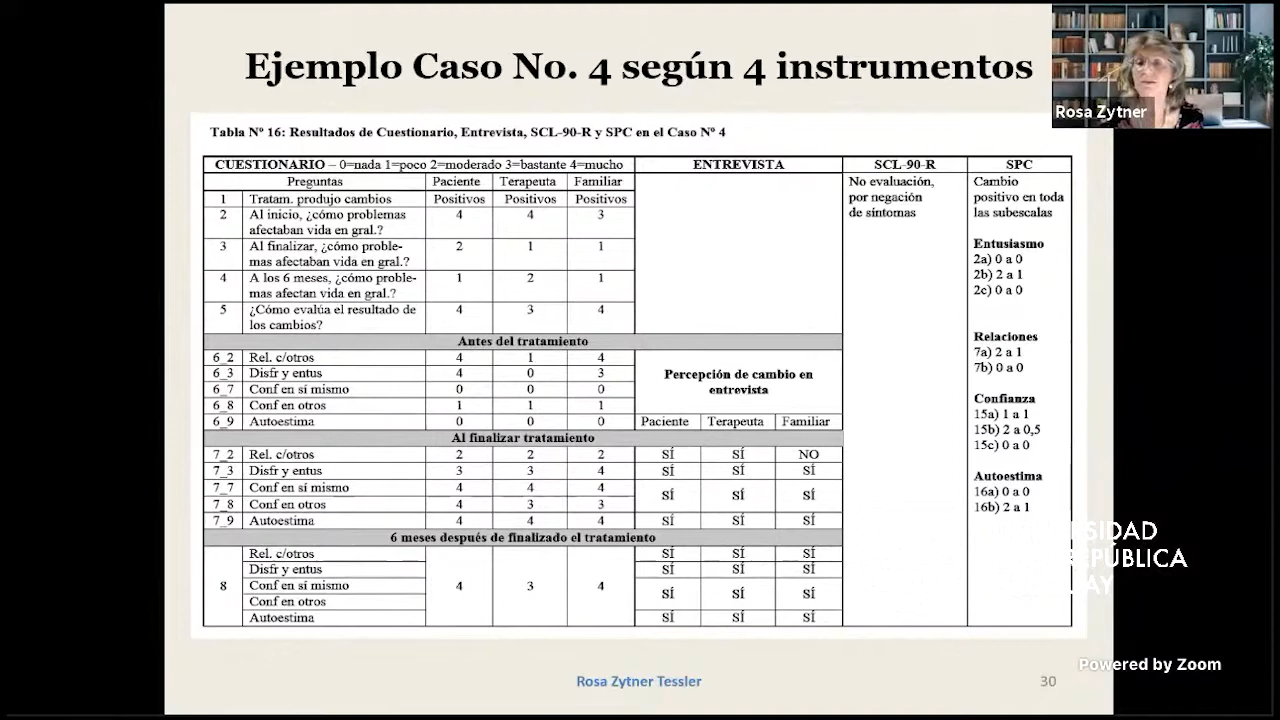 Ejemplo Caso No. 4 según 4 instrumentos
Rosa Zytner
Tabla Nº 16: Resultados de Cuestionario, Entrevista, SCL-90-R y SPC en el Caso Nº 4
CUESTIONARIO – 0=nada 1=poco 2=moderado 3=bastante 4=mucho ENTREVISTA SCL-90-R SPC
Preguntas Paciente Terapeuta Familiar
1 Tratam. produjo cambios Positivos Positivos Positivos
2 Al inicio, ¿cómo problemas 4 4 3
afectaban vida en gral.?
3 Al finalizar, ¿cómo proble- 2 1 1
mas afectaban vida en gral.?
4 A los 6 meses, ¿cómo proble- 1 2 1
mas afectan vida en gral.?
5 ¿Cómo evalúa el resultado de 4 3 4
los cambios?
No evaluación,
por negación
de síntomas
Cambio
positivo en toda
las subescalas
Entusiasmo
2a) 0 a 0
2b) 2 a 1
2c) 0 a 0
Relaciones
7a) 2 a 1
7b) 0 a 0
Confianza
15a) 1 a 1
15b) 2 a 0,5
15c) 0 a 0
Autoestima
16a) 0 a 0
16b) 2 a 1
Antes del tratamiento
6_2 Rel. c/otros 4 1 4
6_3 Disfr y entus 4 0 3
6_7 Conf en sí mismo 0 0 0
6_8 Conf en otros 1 1 1
6_9 Autoestima 0 0 0
Percepción de cambio en
entrevista
Paciente Terapeuta Familiar
Al finalizar tratamiento
7_2 Rel. c/otros 2 2 2 SÍ SÍ NO
7_3 Disfr y entus 3 3 4 SÍ SÍ SÍ
7_7 Conf en sí mismo 4 4 4 SÍ SÍ SÍ
7_8 Conf en otros 4 3 3
7_9 Autoestima 4 4 4 SÍ SÍ SÍ
6 meses después de finalizado el tratamiento
Rel. c/otros SÍ SÍ SÍ
Disfr y entus SÍ SÍ SÍ
8 Conf en sí mismo 4 3 4 SÍ SÍ SÍ
Conf en otros
Autoestima SÍ SÍ SÍ
Rosa Zytner Tessler
30
Powered by Zoom